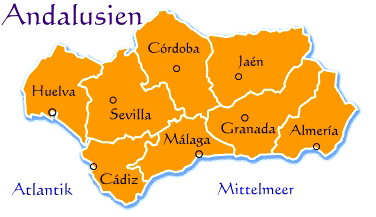 Andalusien
Córdoba
Jaén
Huelva
Sevilla
Granada
Almería
Málaga
Cádiz
Atlantik
Mittelmeer